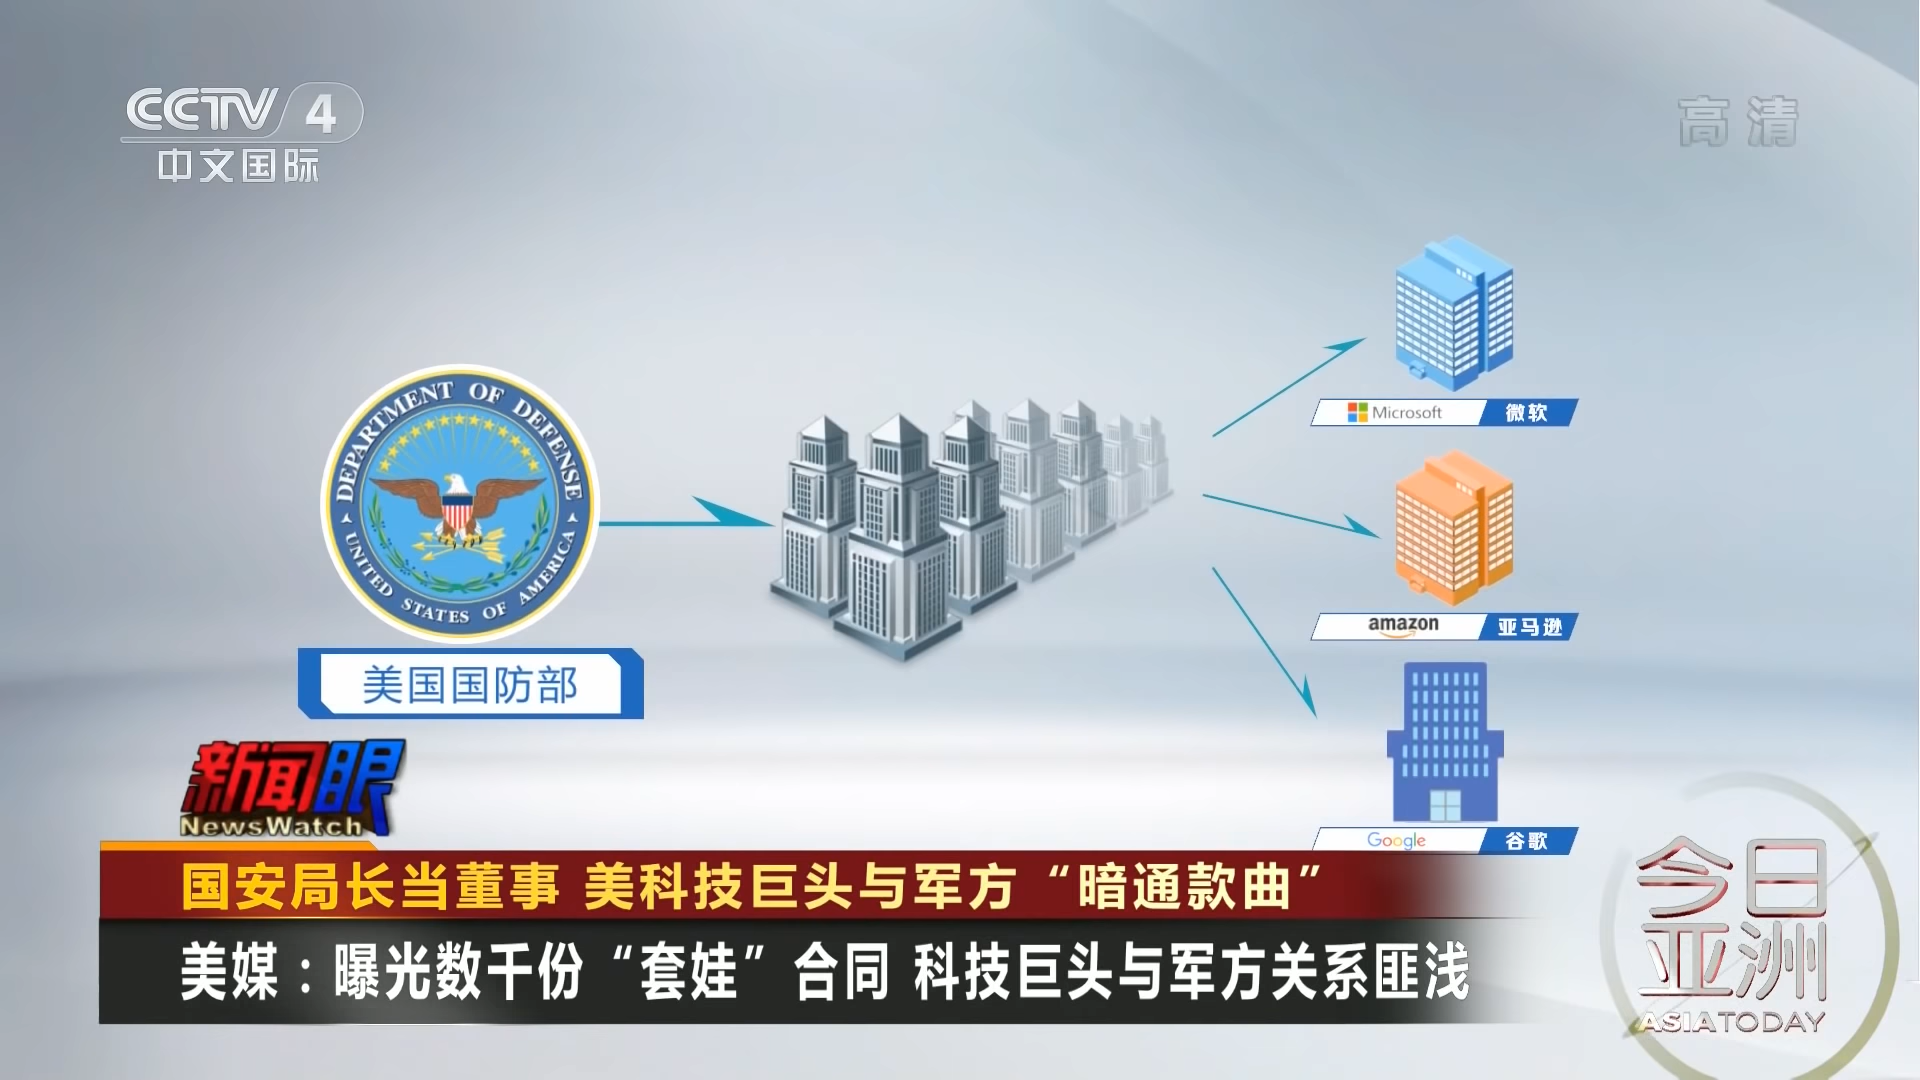 CCTV 4
中文国际
高清
DEPARTMENT OF DEFENSE
UNITED STATES OF AMERICA
美国国防部
Microsoft 微软
amazon 亚马逊
Google 谷歌
新闻眼
NewsWatch
国安局长当董事 美科技巨头与军方“暗通款曲”
美媒：曝光数千份“套娃”合同 科技巨头与军方关系匪浅
今日
亚洲
ASIA TODAY